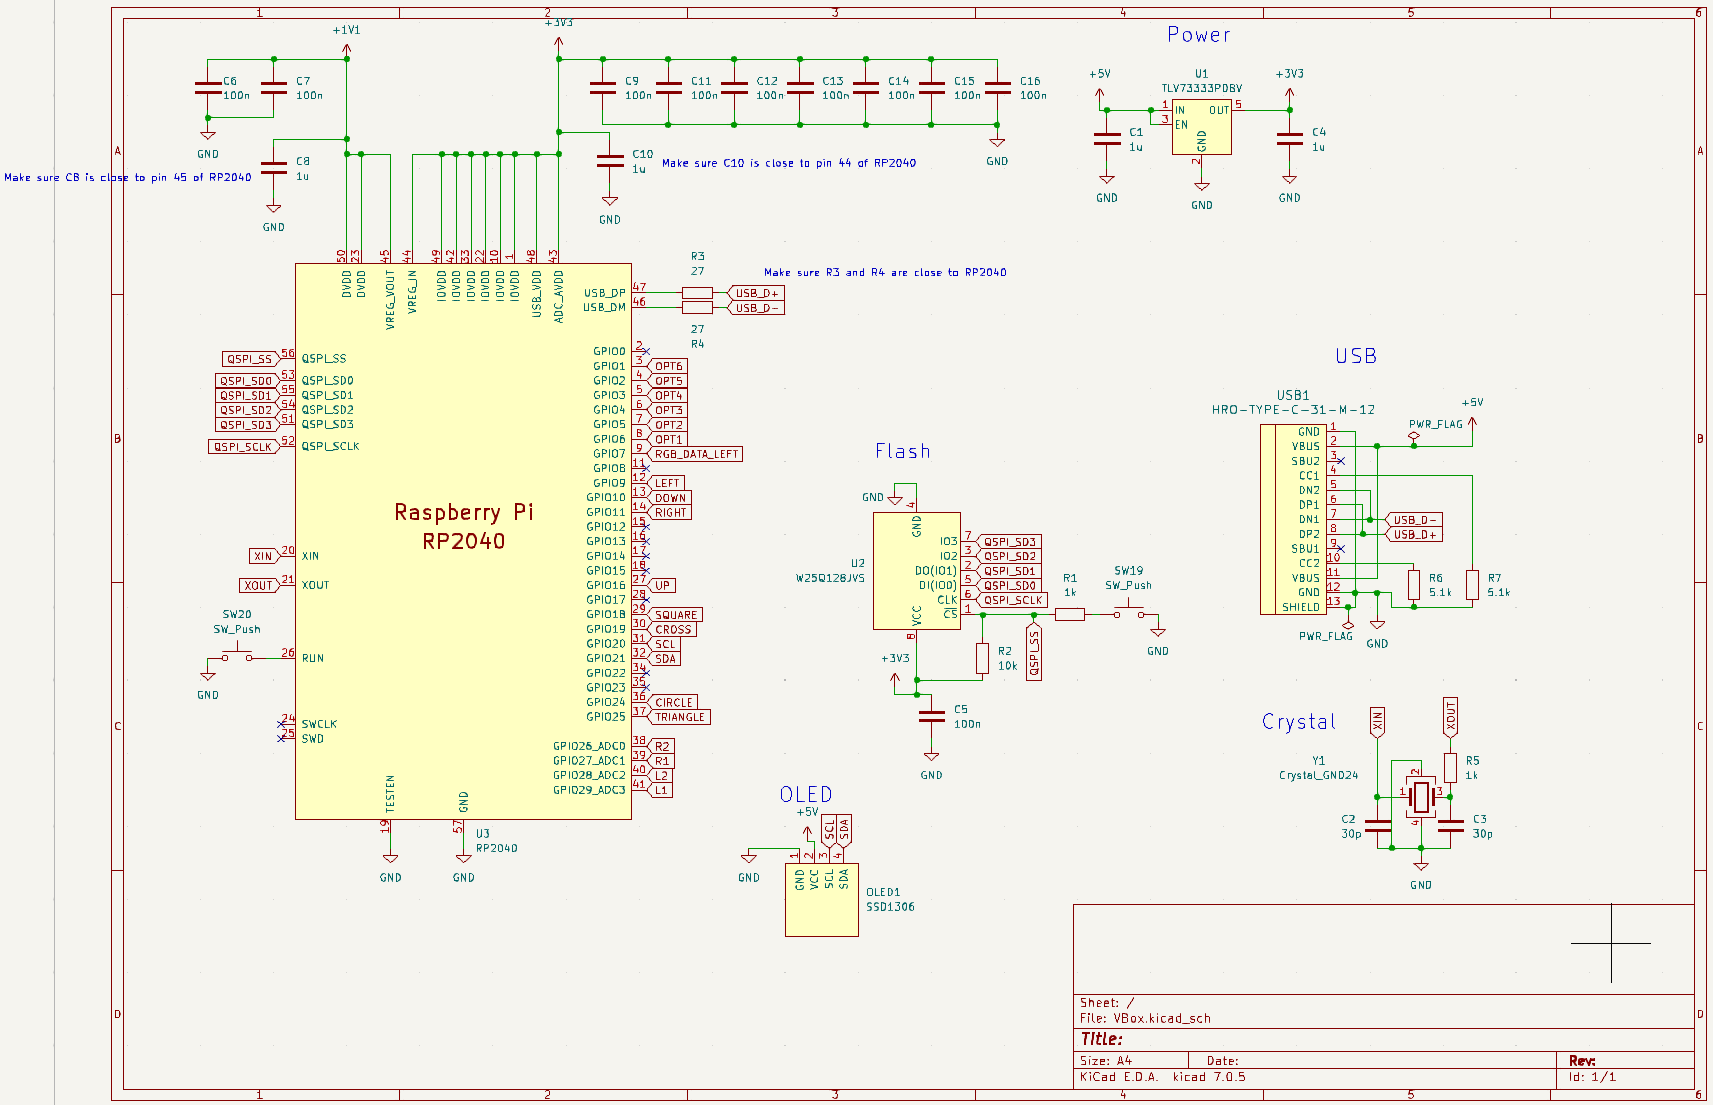 1 2 3 4 5 6
+1V1
+3V3
Power
C6
100n
C7
100n
C9
100n
C11
100n
C12
100n
C13
100n
C14
100n
C15
100n
C16
100n
+5V
U1
TLV73333PDBV
+3V3
1 IN OUT 5
3 EN
GND
2
C1
1u
C4
1u
GND
GND
GND
GND
GND
A
A
C8
1u
Make sure C8 is close to pin 45 of RP2040
C10
1u
Make sure C10 is close to pin 44 of RP2040
GND
GND
50 23 45 44 49 42 33 22 10 1 48 43
DVDD
DVDD
VREG_VOUT
VREG_IN
IOVDD
IOVDD
IOVDD
IOVDD
IOVDD
IOVDD
USB_VDD
ADC_AVDD
R3
27
Make sure R3 and R4 are close to RP2040
USB_DP 47 USB_D+
USB_DM 46 USB_D-
27
R4
QSPI_SS 56 QSPI_SS
QSPI_SD0 53 QSPI_SD0
QSPI_SD1 55 QSPI_SD1
QSPI_SD2 54 QSPI_SD2
QSPI_SD3 51 QSPI_SD3
QSPI_SCLK 52 QSPI_SCLK
GPIO0 2
GPIO1 3 OPT6
GPIO2 4 OPT5
GPIO3 5 OPT4
GPIO4 6 OPT3
GPIO5 7 OPT2
GPIO6 8 OPT1
GPIO7 9 RGB_DATA_LEFT
GPIO8 11
GPIO9 12 LEFT
GPIO10 13 DOWN
GPIO11 14 RIGHT
GPIO12 15
GPIO13 16
GPIO14 17
GPIO15 18
GPIO16 27 UP
GPIO17 28
GPIO18 29 SQUARE
GPIO19 30 CROSS
GPIO20 31 SCL
GPIO21 32 SDA
GPIO22 34
GPIO23 35
GPIO24 36 CIRCLE
GPIO25 37 TRIANGLE
GPIO26_ADC0 38 R2
GPIO27_ADC1 39 R1
GPIO28_ADC2 40 L2
GPIO29_ADC3 41 L1
Raspberry Pi
RP2040
XIN 20 XIN
XOUT 21 XOUT
SW20
SW_Push
26 RUN
GND
24 SWCLK
25 SWD
TESTEN
GND
19
57
U3
RP2040
GND
GND
B
B
USB
USB1
HRO-TYPE-C-31-M-12
+5V
PWR_FLAG
GND 1
VBUS 2
SBU2 3
CC1 4
DN2 5
DP1 6
DN1 7 USB_D-
DP2 8 USB_D+
SBU1 9
CC2 10
VBUS 11
GND 12
SHIELD 13
R6
5.1k
R7
5.1k
PWR_FLAG
GND
Flash
GND
4
GND
U2
W25Q128JVS
IO3 7 QSPI_SD3
IO2 3 QSPI_SD2
DO(IO1) 2 QSPI_SD1
DI(IO0) 5 QSPI_SD0
CLK 6 QSPI_SCLK
CS 1
VCC
8
R1
1k
SW19
SW_Push
GND
QSPI_SS
R2
10k
+3V3
C5
100n
GND
C
C
Crystal
XIN
XOUT
R5
1k
Y1
Crystal_GND24
1
2
3
4
C2
30p
C3
30p
GND
OLED
+5V
SCL
SDA
GND
1 2 3 4
GND
VCC
SCL
SDA
OLED1
SSD1306
D
D
Sheet: /
File: VBox.kicad_sch
Title:
Size: A4 Date: Rev:
KiCad E.D.A. kicad 7.0.5 Id: 1/1
1 2 3 4 5 6